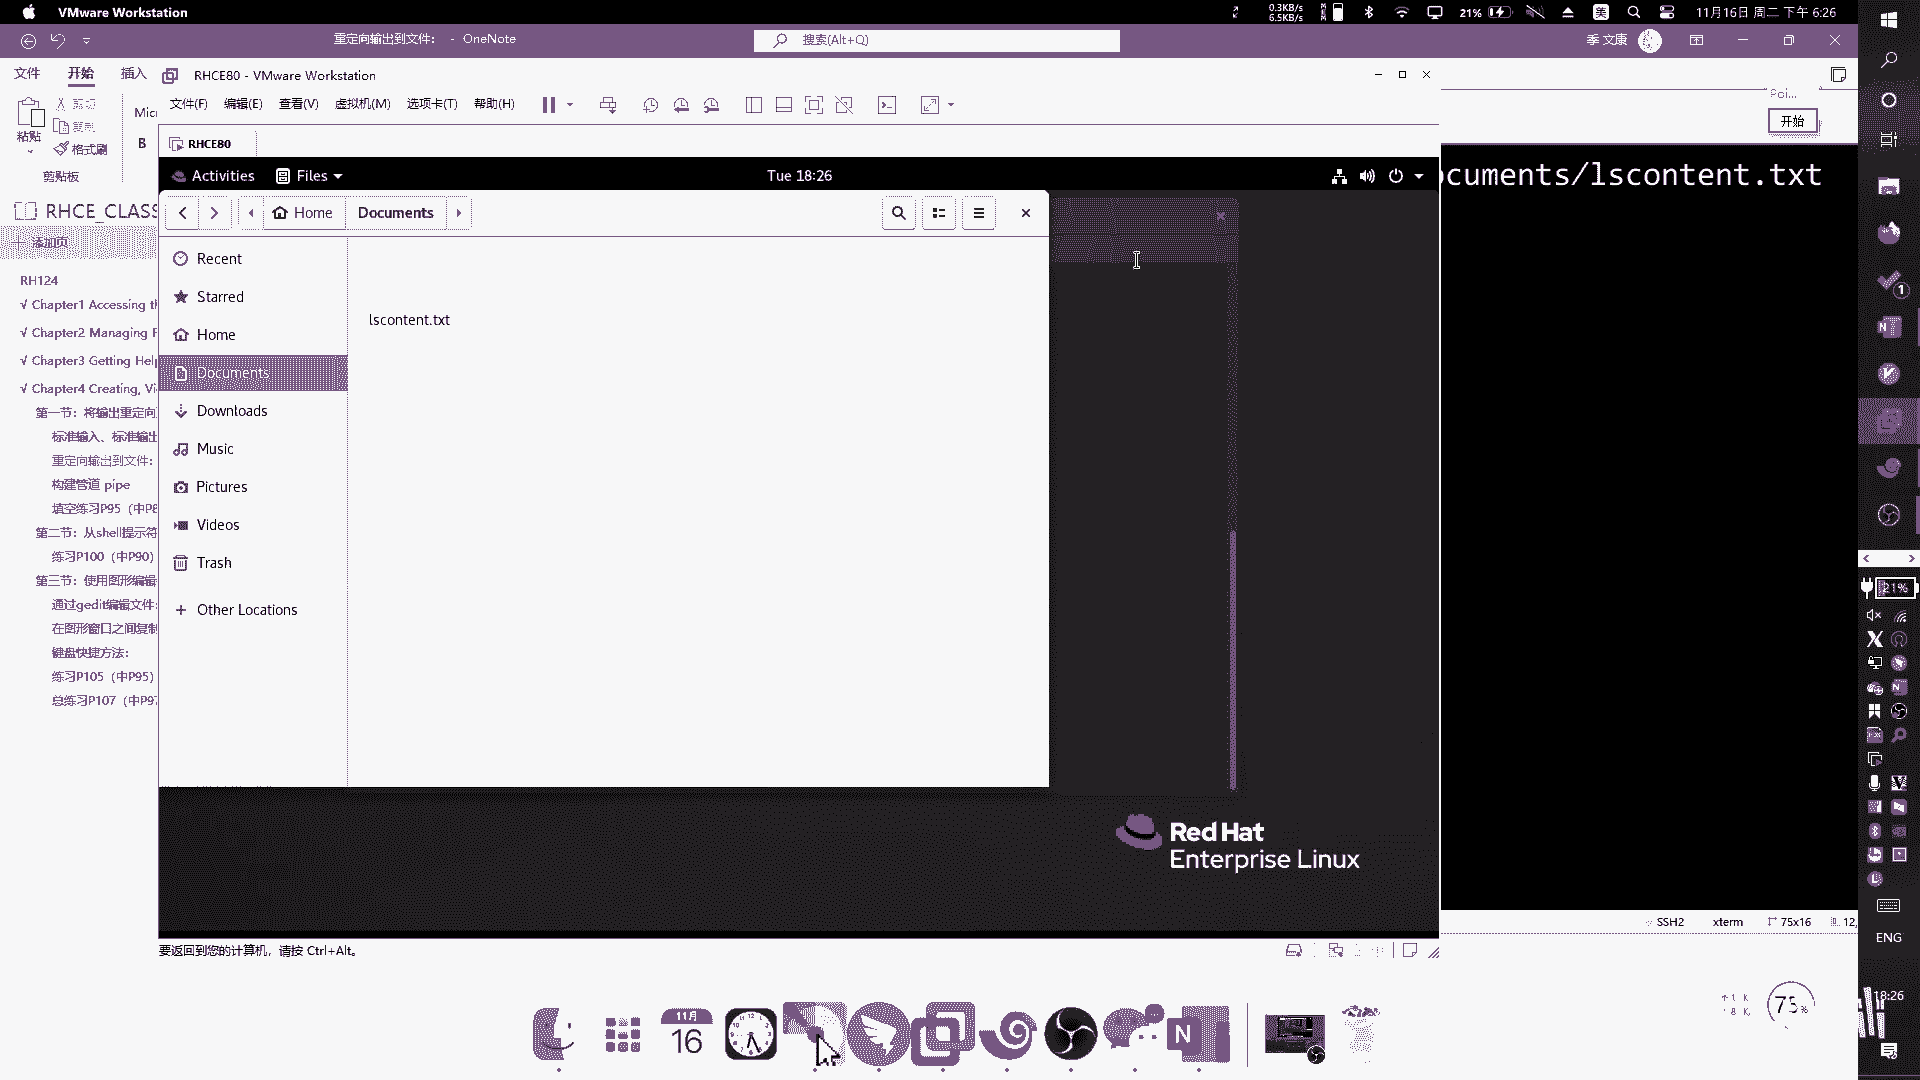 VMware Workstation
0.3KB/s
6.5KB/s
21%
美
11月16日 周二 下午 6:26
重定向输出到文件: - OneNote
搜索(Alt+Q)
季 文康
文件
开始
插入
RHCE80 - VMware Workstation
文件(F)
编辑(E)
查看(V)
虚拟机(M)
选项卡(T)
帮助(H)
剪切
复制
格式刷
粘贴
剪贴板
Mic
B
Poi...
开始
RHCE80
Activities
Files
Tue 18:26
Home
Documents
Recent
Starred
Home
Documents
Downloads
Music
Pictures
Videos
Trash
Other Locations
lscontent.txt
ocuments/lscontent.txt
RHCE_CLASS
添加页
RH124
√ Chapter1 Accessing th
√ Chapter2 Managing F
√ Chapter3 Getting Help
√ Chapter4 Creating, Vi
第一节: 将输出重定向
标准输入、标准输出
重定向输出到文件:
构建管道 pipe
填空练习P95 (中P8
第二节: 从shell提示符
练习P100 (中P90)
第三节: 使用图形编辑
通过gedit编辑文件:
在图形窗口之间复制
键盘快捷方法:
练习P105 (中P95)
总练习P107 (中P97
Red Hat
Enterprise Linux
要返回到您的计算机，请按 Ctrl+Alt。
SSH2
xterm
75x16
12,
1
21%
ENG
18:26
75%
11月
16
N